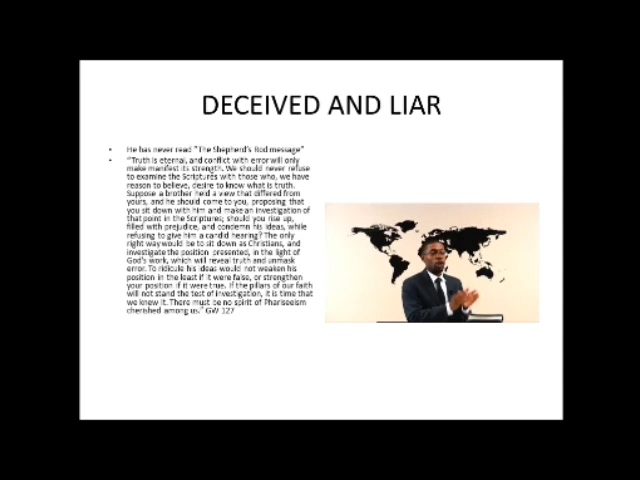 DECEIVED AND LIAR
• He has never read "The Shepherd's Rod message"
• "Truth is eternal, and conflict with error will only
make manifest its strength. We should never refuse
to examine the Scriptures with those who, we have
reason to believe, desire to know what is truth.
Suppose a brother held a view that differed from
yours, and he should come to you, proposing that
you sit down with him and make an investigation of
that point in the Scriptures; should you rise up,
filled with prejudice, and condemn his ideas, while
refusing to give him a candid hearing? The only
right way would be to sit down as Christians, and
investigate the position presented, in the light of
God's work, which will reveal truth and unmask
error. To ridicule his ideas would not weaken his
position in the least if it were false, or strengthen
your position if it were true. If the pillars of our faith
will not stand the test of investigation, it is time that
we knew it. There must be no spirit of Phariseeism
cherished among us." GW 127